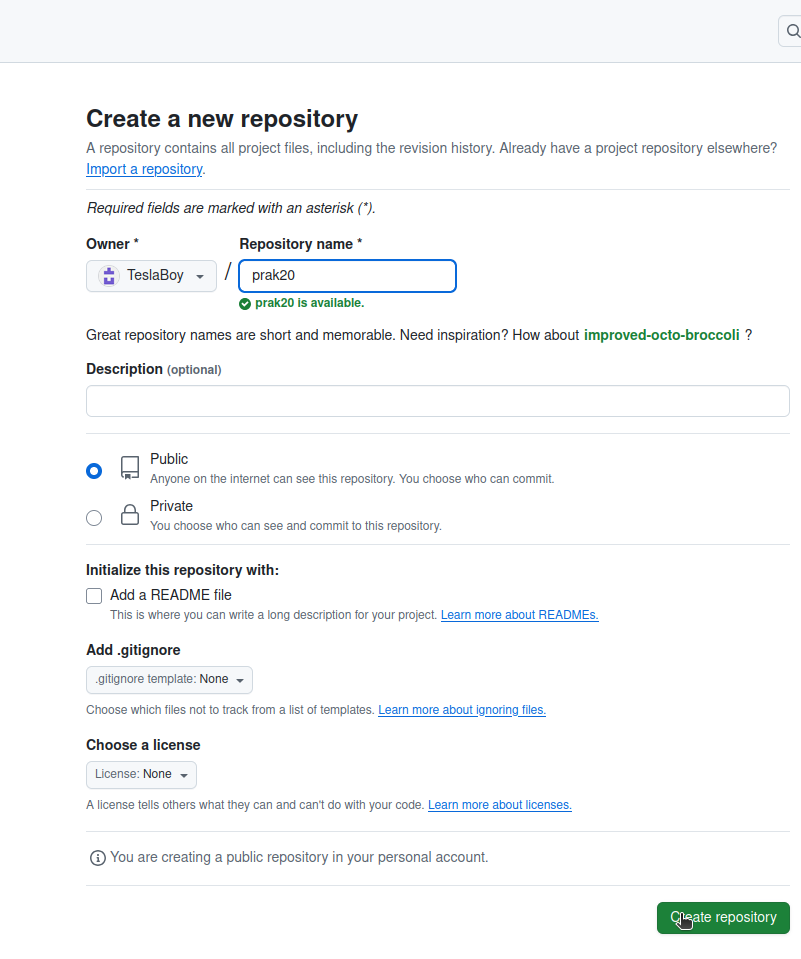 Create a new repository
A repository contains all project files, including the revision history. Already have a project repository elsewhere?
Import a repository.
Required fields are marked with an asterisk (*).
Owner * Repository name *
TeslaBoy / prak20
prak20 is available.
Great repository names are short and memorable. Need inspiration? How about improved-octo-broccoli ?
Description (optional)
Public
Anyone on the internet can see this repository. You choose who can commit.
Private
You choose who can see and commit to this repository.
Initialize this repository with:
Add a README file
This is where you can write a long description for your project. Learn more about READMEs.
Add .gitignore
.gitignore template: None
Choose which files not to track from a list of templates. Learn more about ignoring files.
Choose a license
License: None
A license tells others what they can and can't do with your code. Learn more about licenses.
You are creating a public repository in your personal account.
Create repository